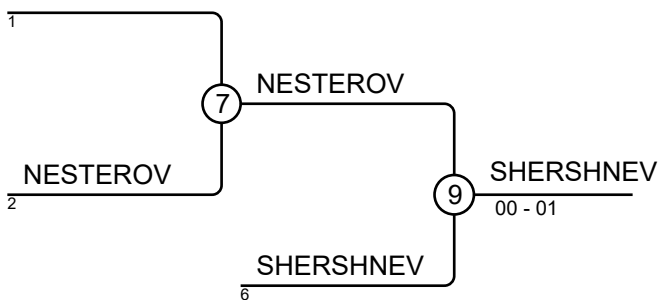 1
7
NESTEROV
NESTEROV
2
9
SHERSHNEV
00 - 01
SHERSHNEV
6